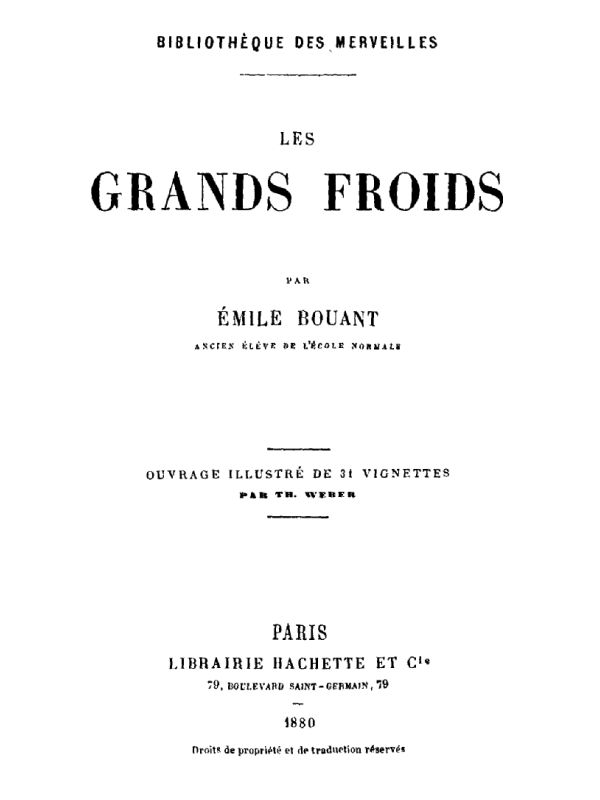 BIBLIOTHÈQUE DES MERVEILLES
LES
GRANDS FROIDS
PAR
ÉMILE BOUANT
ANCIEN ÉLÈVE DE L'ÉCOLE NORMALE
OUVRAGE ILLUSTRÉ DE 31 VIGNETTES
PAR TH. WEBER
PARIS
LIBRAIRIE HACHETTE ET Cie
79, BOULEVARD SAINT-GERMAIN, 79
1880
Droits de propriété et de traduction réservés